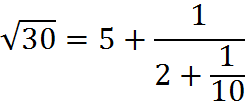 √30 = 5 + 1/(2 + 1/10)